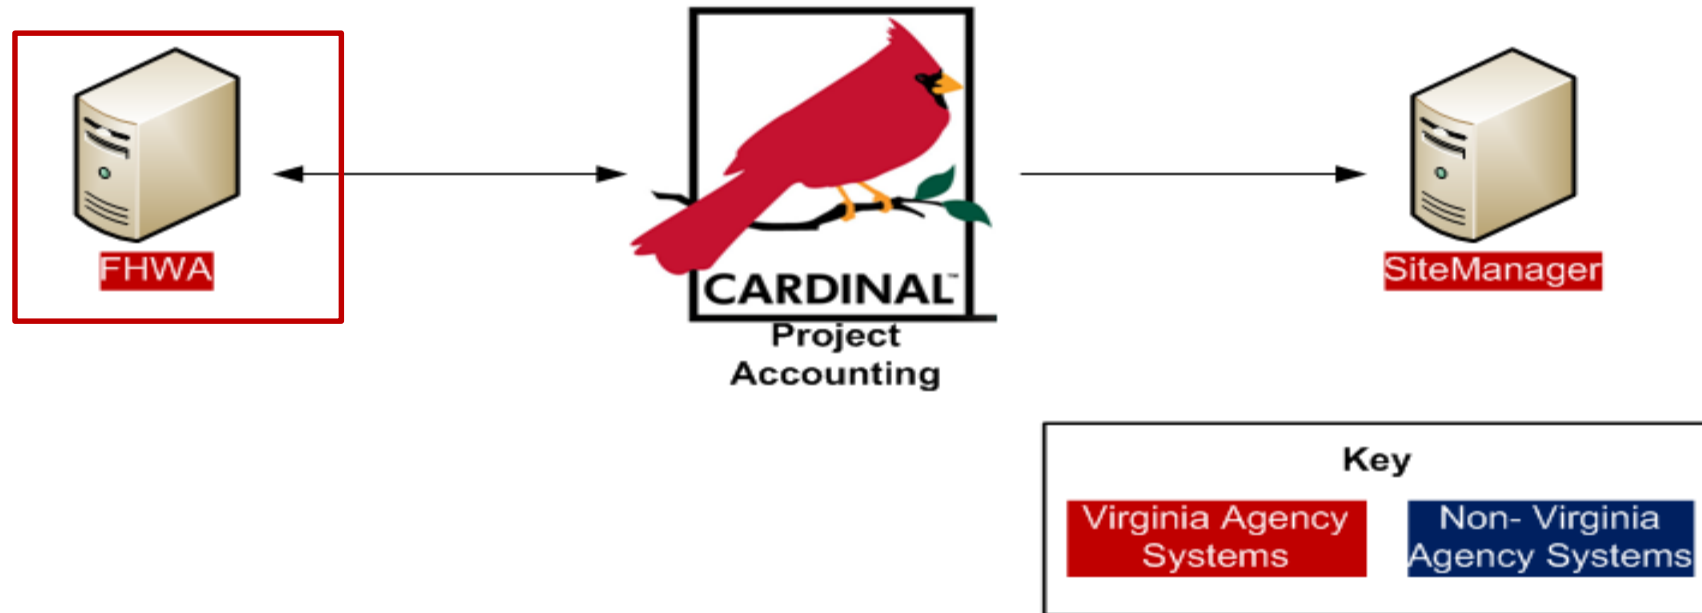 FHWA
CARDINAL™
Project
Accounting
SiteManager
Key
Virginia Agency
Systems
Non- Virginia
Agency Systems